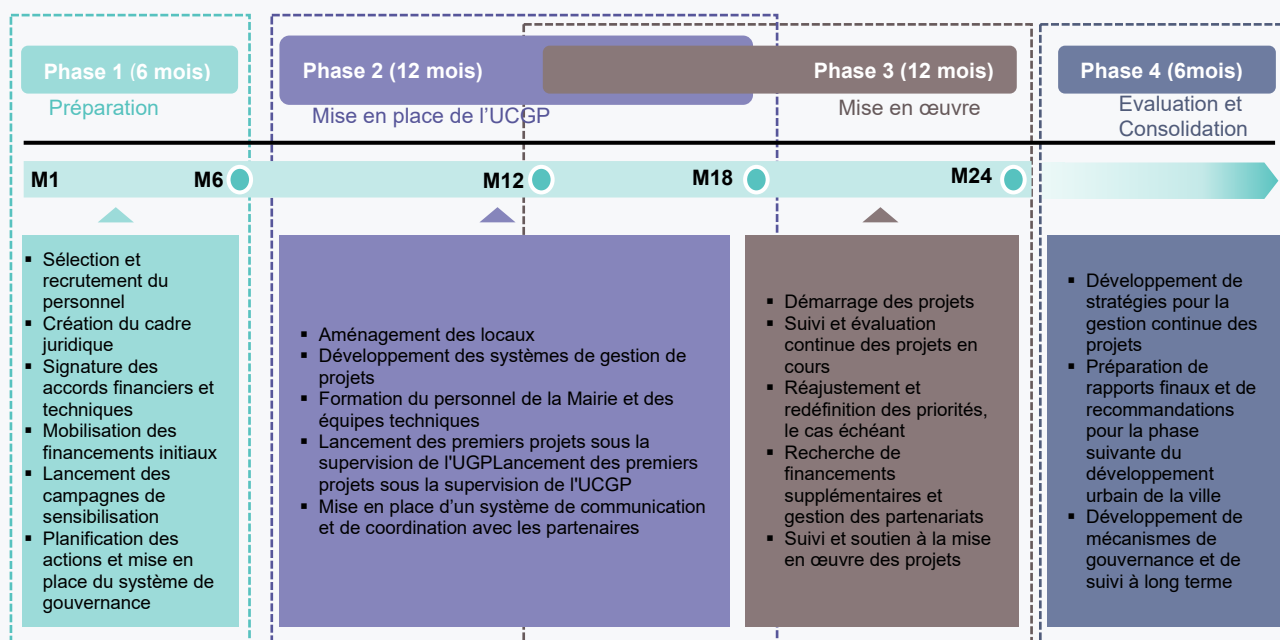 Phase 1 (6 mois)
Préparation
Phase 2 (12 mois)
Mise en place de l’UCGP
Phase 3 (12 mois)
Mise en œuvre
Phase 4 (6mois)
Evaluation et
Consolidation
M1
M6
M12
M18
M24
▪ Sélection et
recrutement du
personnel
▪ Création du cadre
juridique
▪ Signature des
accords financiers et
techniques
▪ Mobilisation des
financements initiaux
▪ Lancement des
campagnes de
sensibilisation
▪ Planification des
actions et mise en
place du système de
gouvernance
▪ Aménagement des locaux
▪ Développement des systèmes de gestion de
projets
▪ Formation du personnel de la Mairie et des
équipes techniques
▪ Lancement des premiers projets sous la
supervision de l'UGPLancement des premiers
projets sous la supervision de l'UCGP
▪ Mise en place d’un système de communication
et de coordination avec les partenaires
▪ Démarrage des projets
▪ Suivi et évaluation
continue des projets en
cours
▪ Réajustement et
redéfinition des priorités,
le cas échéant
▪ Recherche de
financements
supplémentaires et
gestion des partenariats
▪ Suivi et soutien à la mise
en œuvre des projets
▪ Développement de
stratégies pour la
gestion continue des
projets
▪ Préparation de
rapports finaux et de
recommandations
pour la phase
suivante du
développement
urbain de la ville
▪ Développement de
mécanismes de
gouvernance et de
suivi à long terme